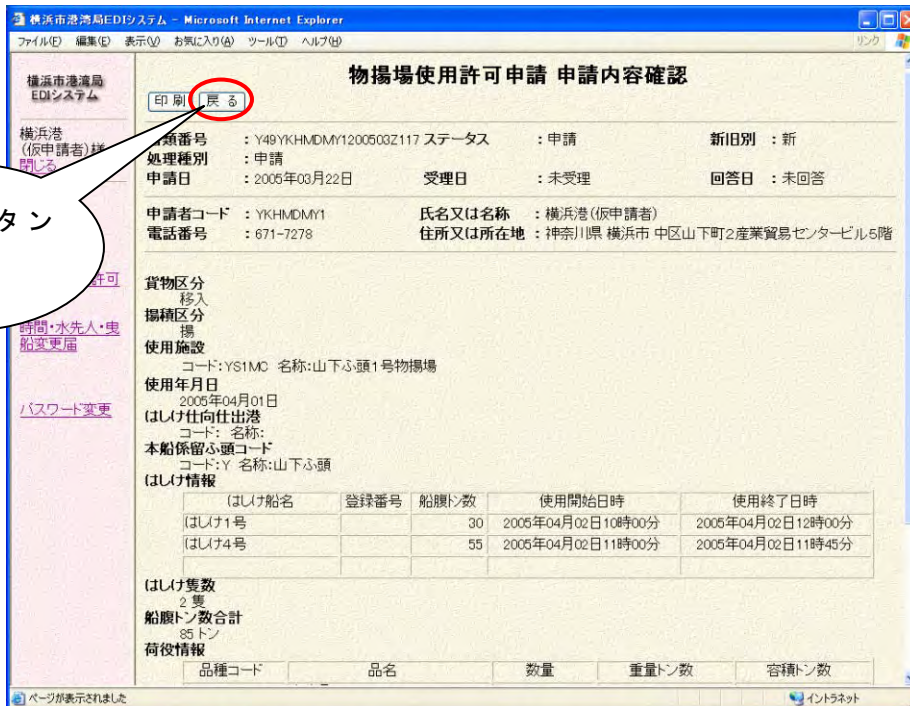 横浜市港湾局EDIシステム - Microsoft Internet Explorer
ファイル(F) 編集(E) 表示(V) お気に入り(A) ツール(T) ヘルプ(H) リンク
横浜市港湾局
EDIシステム
横浜港
(仮申請者)様
閉じる
タン
許可
時間・水先人・曳
船変更届
パスワード変更
物揚場使用許可申請 申請内容確認
印刷 戻る
類番号 : Y49YKHMDMY1200503Z117 ステータス : 申請 新旧別 : 新
処理種別 : 申請
申請日 : 2005年03月22日 受理日 : 未受理 回答日 : 未回答
申請者コード : YKHMDMY1 氏名又は名称 : 横浜港(仮申請者)
電話番号 : 671-7278 住所又は所在地 : 神奈川県 横浜市 中区山下町2産業貿易センタービル5階
貨物区分
移入
揚積区分
揚
使用施設
コード:YS1MC 名称:山下ふ頭1号物揚場
使用年月日
2005年04月01日
はしけ仕向仕出港
コード: 名称:
本船係留ふ頭コード
コード:Y 名称:山下ふ頭
はしけ情報
はしけ船名 登録番号 船腹トン数 使用開始日時 使用終了日時
はしけ1号 30 2005年04月02日10時00分 2005年04月02日12時00分
はしけ4号 55 2005年04月02日11時00分 2005年04月02日11時45分
はしけ隻数
2 隻
船腹トン数合計
85 トン
荷役情報
品種コード 品名 数量 重量トン数 容積トン数
ページが表示されました イントラネット